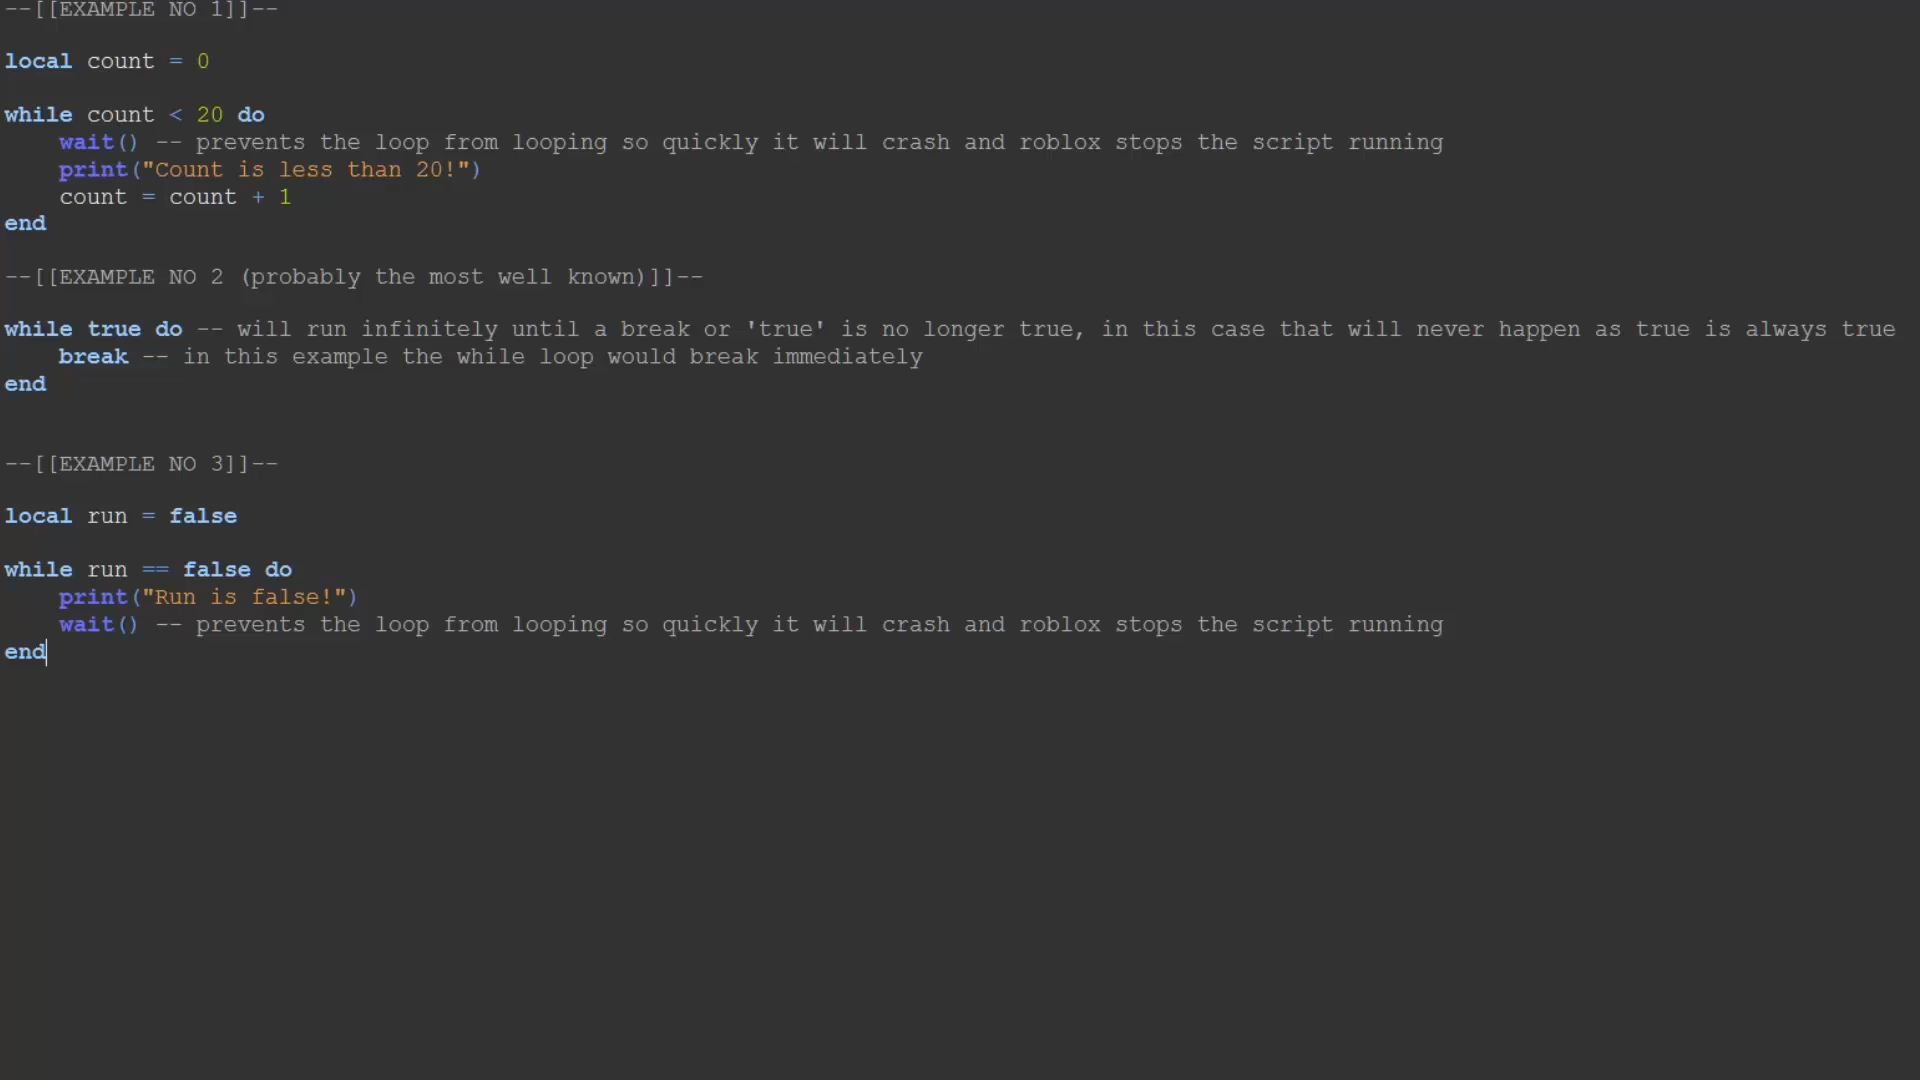 --[[EXAMPLE NO 1]]--
local count = 0
while count < 20 do
wait() -- prevents the loop from looping so quickly it will crash and roblox stops the script running
print("Count is less than 20!")
count = count + 1
end
--[[EXAMPLE NO 2 (probably the most well known)]]--
while true do -- will run infinitely until a break or 'true' is no longer true, in this case that will never happen as true is always true
break -- in this example the while loop would break immediately
end
--[[EXAMPLE NO 3]]--
local run = false
while run == false do
print("Run is false!")
wait() -- prevents the loop from looping so quickly it will crash and roblox stops the script running
end